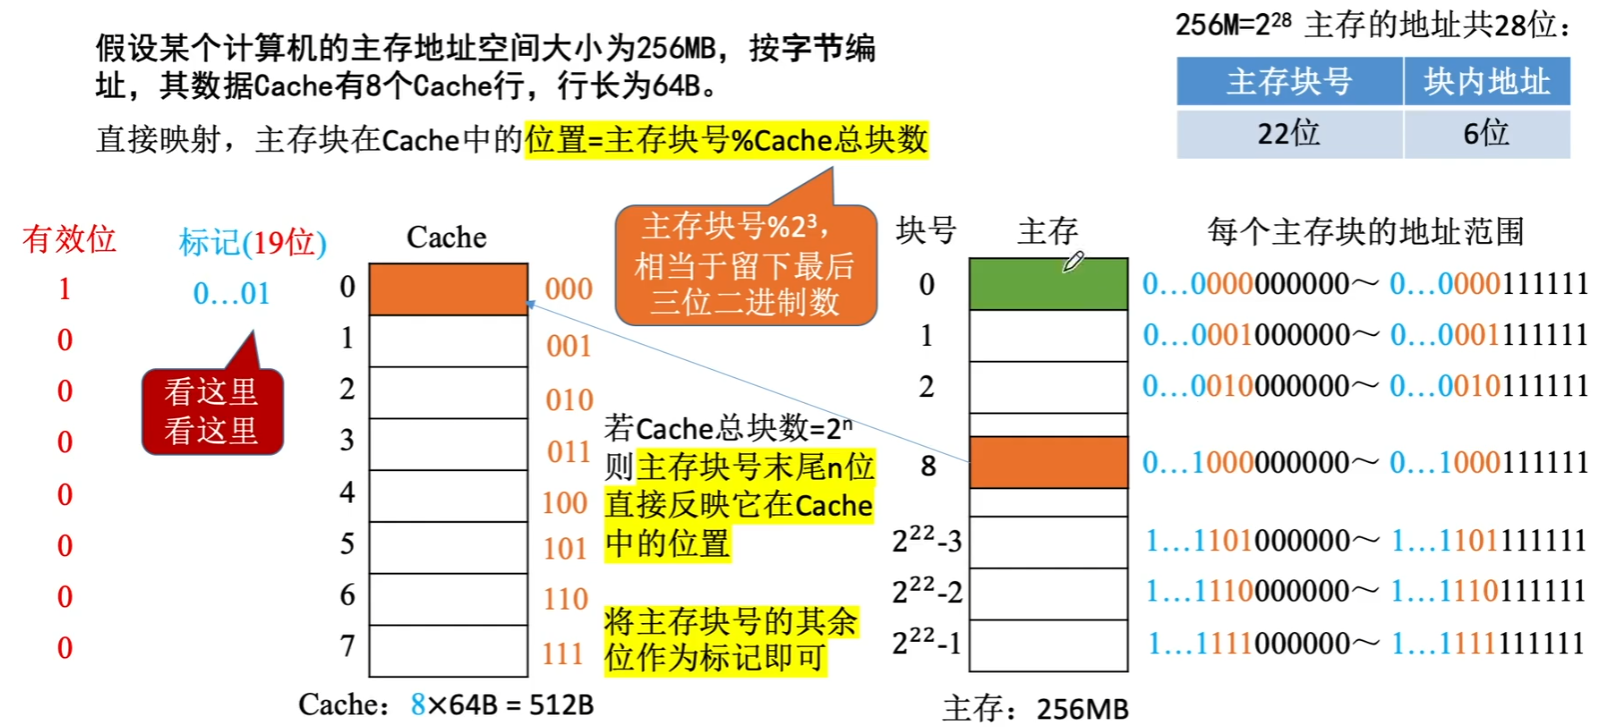 假设某个计算机的主存地址空间大小为256MB，按字节编
址，其数据Cache有8个Cache行，行长为64B。
直接映射，主存块在Cache中的位置=主存块号%Cache总块数
256M=2²⁸ 主存的地址共28位：
主存块号 块内地址
22位 6位
主存块号%2³，
相当于留下最后
三位二进制数
有效位 标记(19位) Cache
1 0…01 0 000
0 1 001
0 2 010
0 3 011
0 4 100
0 5 101
0 6 110
0 7 111
看这里
看这里
Cache：8×64B = 512B
若Cache总块数=2ⁿ
则主存块号末尾n位
直接反映它在Cache
中的位置
将主存块号的其余
位作为标记即可
块号 主存 每个主存块的地址范围
0 0…0000000000～ 0…0000111111
1 0…0001000000～ 0…0001111111
2 0…0010000000～ 0…0010111111
8 0…1000000000～ 0…1000111111
2²²-3 1…1101000000～ 1…1101111111
2²²-2 1…1110000000～ 1…1110111111
2²²-1 1…1111000000～ 1…1111111111
主存：256MB